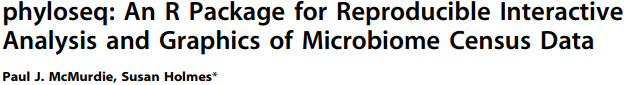 phyloseq: An R Package for Reproducible Interactive
Analysis and Graphics of Microbiome Census Data
Paul J. McMurdie, Susan Holmes*